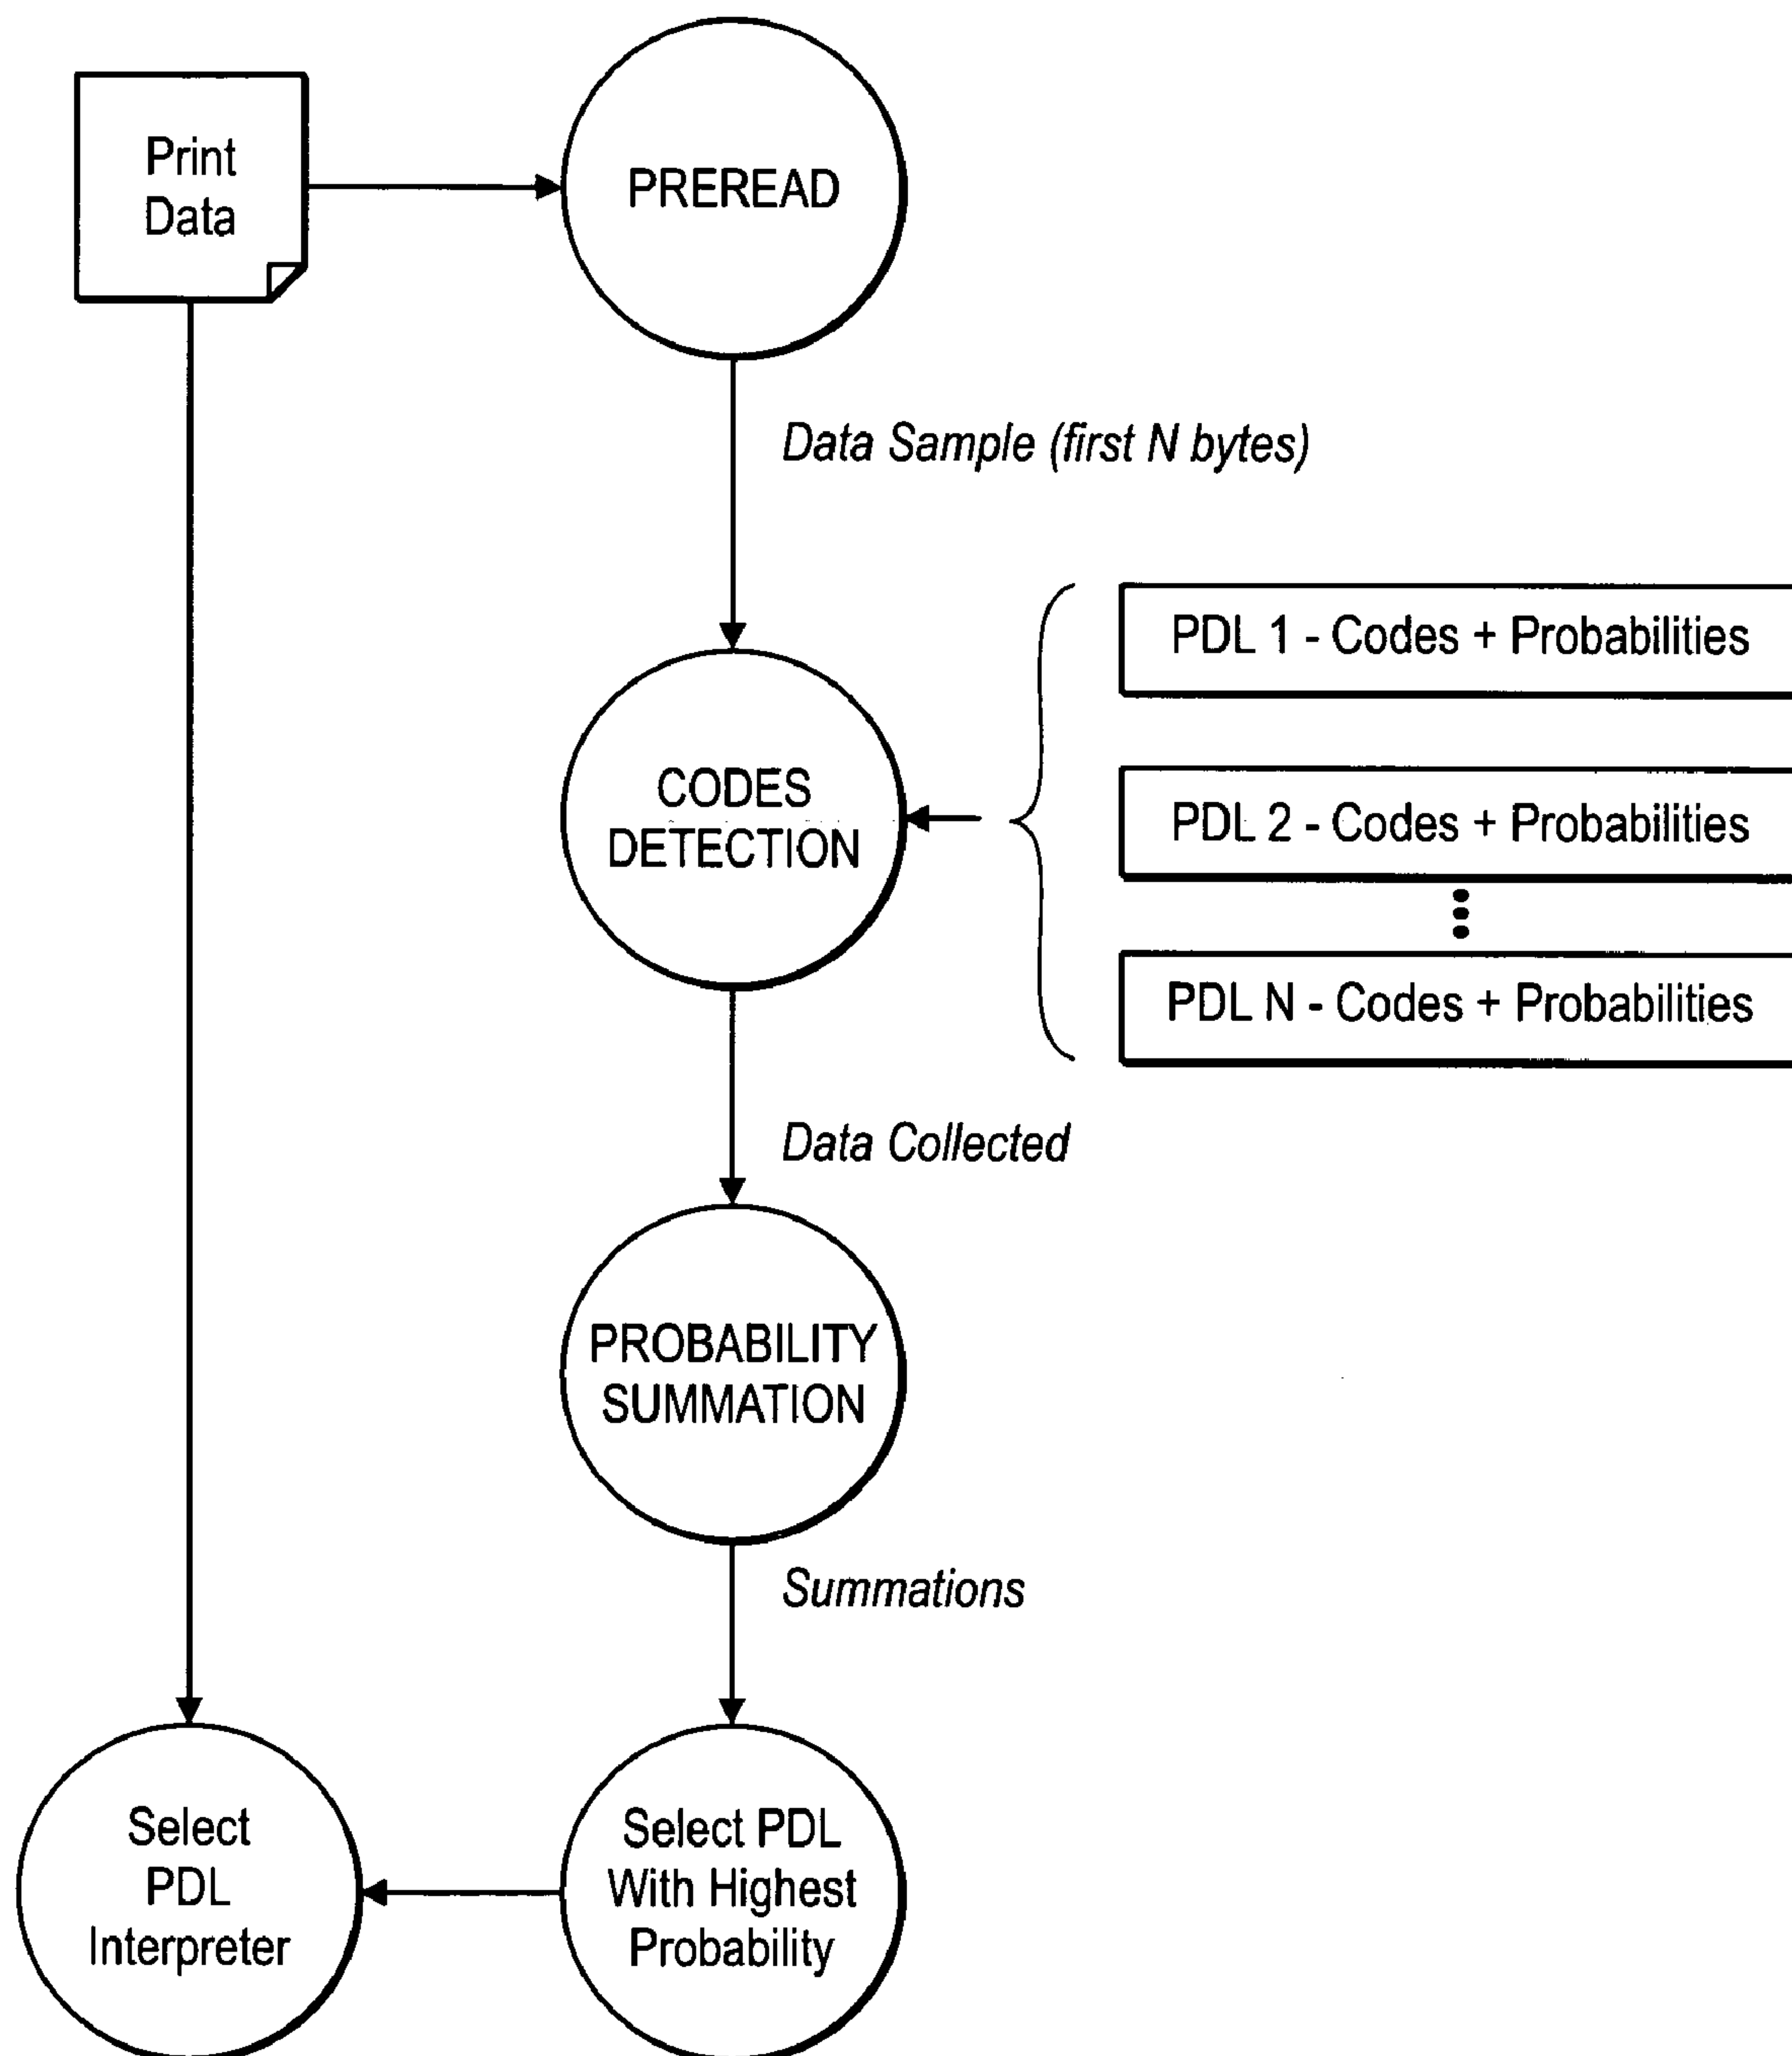 Print
Data
PREREAD
Data Sample (first N bytes)
PDL 1 - Codes + Probabilities
CODES
DETECTION
PDL 2 - Codes + Probabilities
PDL N - Codes + Probabilities
Data Collected
PROBABILITY
SUMMATION
Summations
Select
PDL
Interpreter
Select PDL
With Highest
Probability